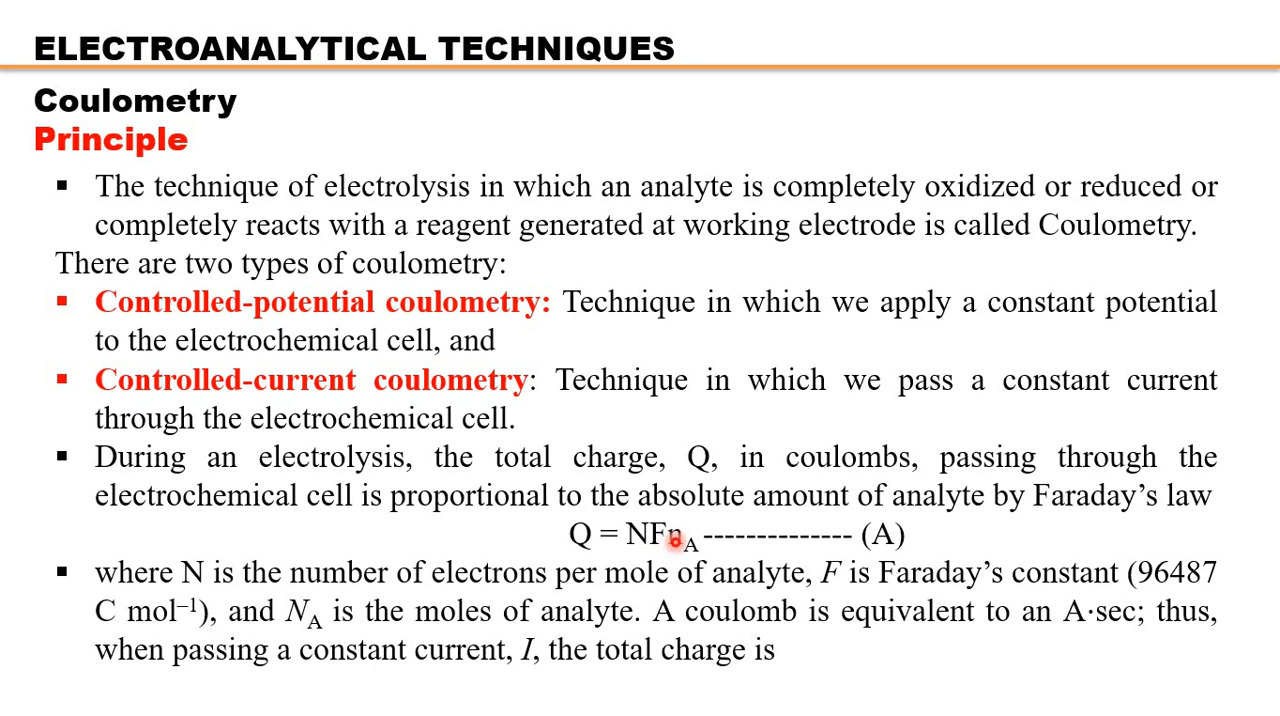 ELECTROANALYTICAL TECHNIQUES
Coulometry
Principle
▪ The technique of electrolysis in which an analyte is completely oxidized or reduced or
completely reacts with a reagent generated at working electrode is called Coulometry.
There are two types of coulometry:
▪ Controlled-potential coulometry: Technique in which we apply a constant potential
to the electrochemical cell, and
▪ Controlled-current coulometry: Technique in which we pass a constant current
through the electrochemical cell.
▪ During an electrolysis, the total charge, Q, in coulombs, passing through the
electrochemical cell is proportional to the absolute amount of analyte by Faraday’s law
Q = NFn_A -------------- (A)
▪ where N is the number of electrons per mole of analyte, F is Faraday’s constant (96487
C mol⁻¹), and N_A is the moles of analyte. A coulomb is equivalent to an A·sec; thus,
when passing a constant current, I, the total charge is